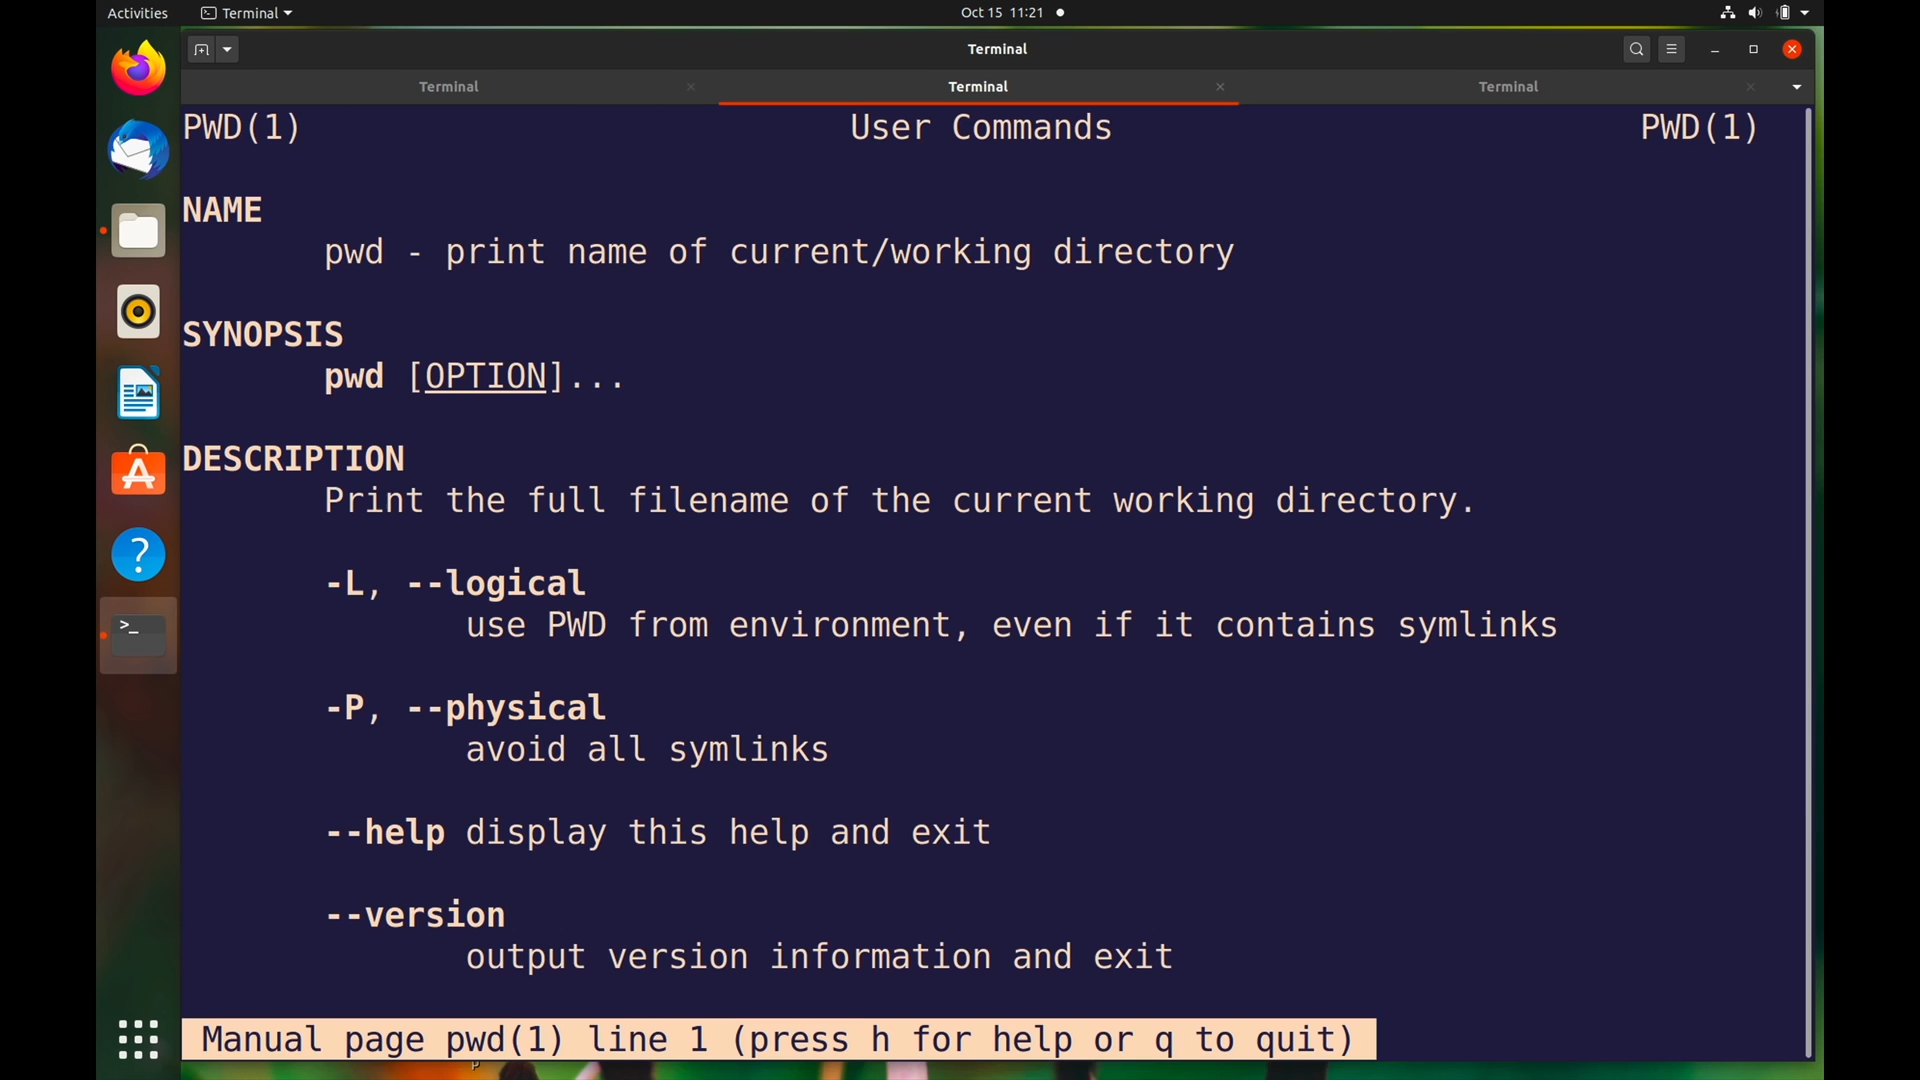 Activities Terminal Oct 15 11:21
Terminal
Terminal Terminal Terminal
PWD(1) User Commands PWD(1)
NAME
pwd - print name of current/working directory
SYNOPSIS
pwd [OPTION]...
DESCRIPTION
Print the full filename of the current working directory.
-L, --logical
use PWD from environment, even if it contains symlinks
-P, --physical
avoid all symlinks
--help display this help and exit
--version
output version information and exit
Manual page pwd(1) line 1 (press h for help or q to quit)